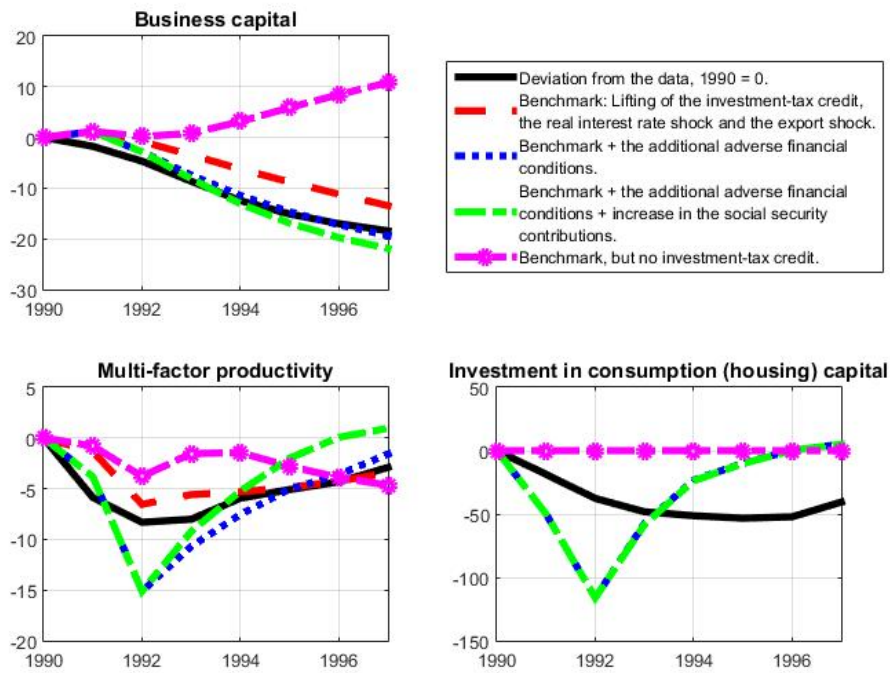 Business capital
20
10
0
-10
-20
-30
1990
1992
1994
1996
Deviation from the data, 1990 = 0.
Benchmark: Lifting of the investment-tax credit,
the real interest rate shock and the export shock.
Benchmark + the additional adverse financial
conditions.
Benchmark + the additional adverse financial
conditions + increase in the social security
contributions.
Benchmark, but no investment-tax credit.
Multi-factor productivity
5
0
-5
-10
-15
-20
1990
1992
1994
1996
Investment in consumption (housing) capital
50
0
-50
-100
-150
1990
1992
1994
1996